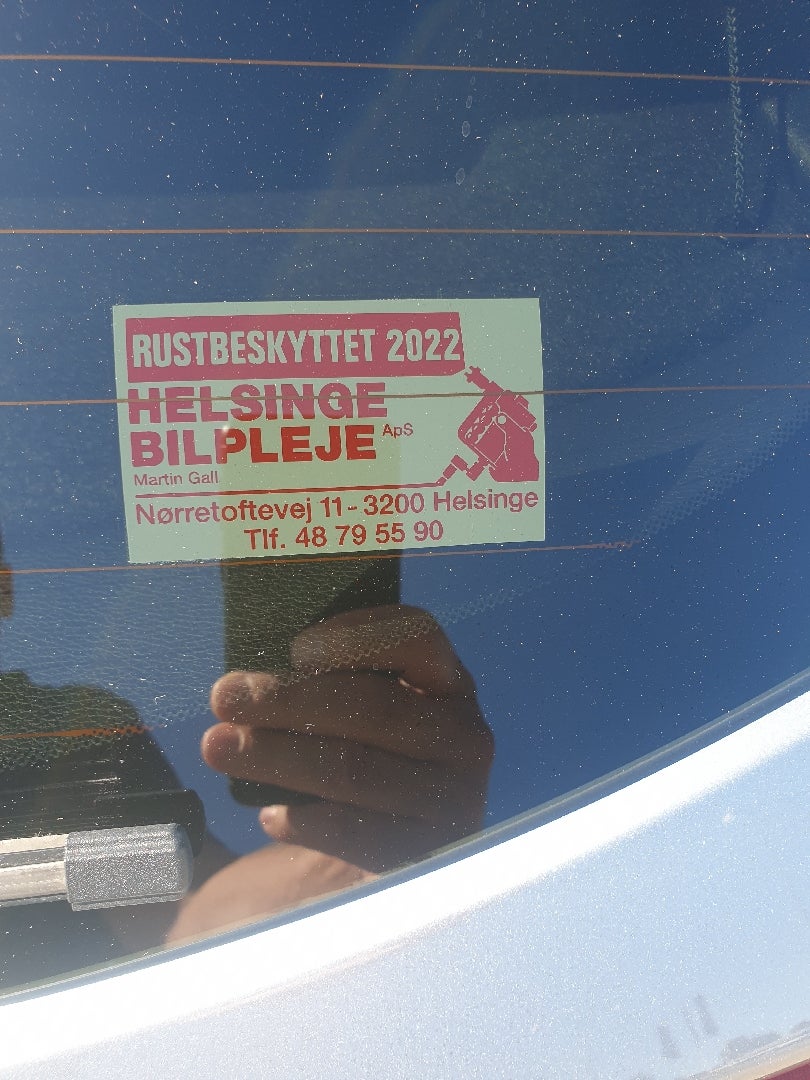 RUSTBESKYTTET 2022
HELSINGE
BILPLEJE ApS
Martin Gall
Nørretoftevej 11 - 3200 Helsinge
Tlf. 48 79 55 90